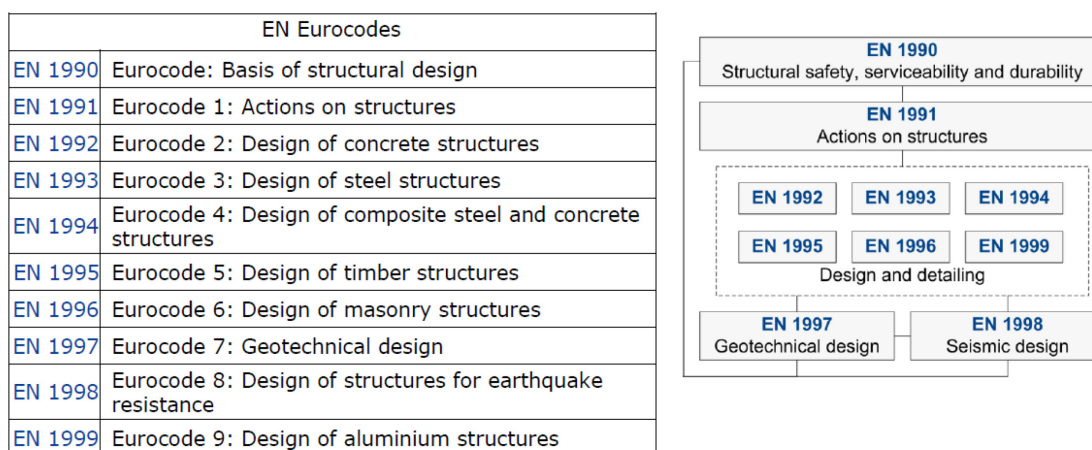 EN Eurocodes
EN 1990 Eurocode: Basis of structural design
EN 1991 Eurocode 1: Actions on structures
EN 1992 Eurocode 2: Design of concrete structures
EN 1993 Eurocode 3: Design of steel structures
EN 1994 Eurocode 4: Design of composite steel and concrete
structures
EN 1995 Eurocode 5: Design of timber structures
EN 1996 Eurocode 6: Design of masonry structures
EN 1997 Eurocode 7: Geotechnical design
EN 1998 Eurocode 8: Design of structures for earthquake
resistance
EN 1999 Eurocode 9: Design of aluminium structures
EN 1990
Structural safety, serviceability and durability
EN 1991
Actions on structures
EN 1992 EN 1993 EN 1994
EN 1995 EN 1996 EN 1999
Design and detailing
EN 1997
Geotechnical design
EN 1998
Seismic design